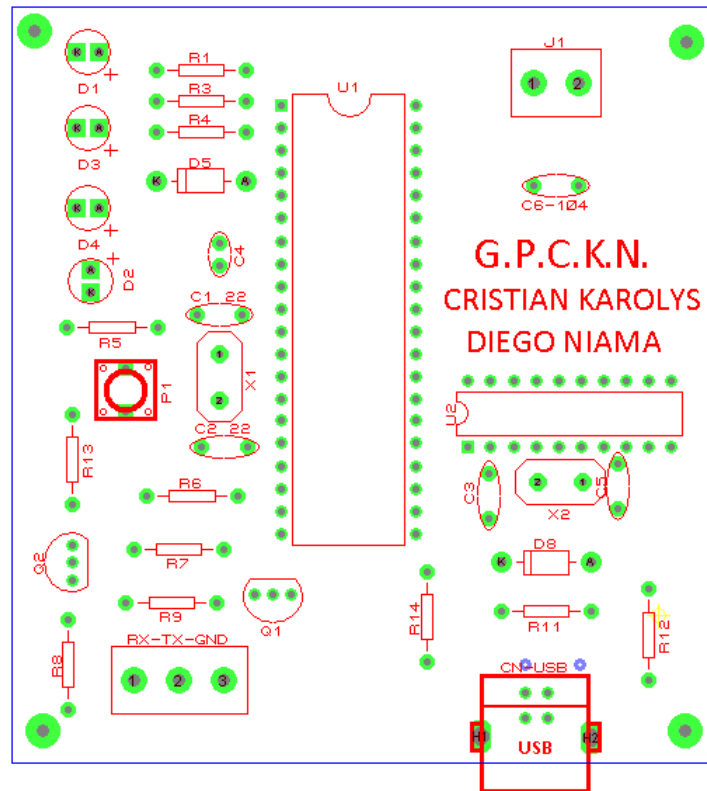 K A
D1
R1
R3
R4
K A
D3
D5
K A
K A
D4
A
K
D2
C4
C1 22
R5
1
2
X1
P1
C2 22
R13
R6
Q2
R7
R9
Q1
R8
RX-TX-GND
1 2 3
U1
J1
1 2
C6-104
G.P.C.K.N.
CRISTIAN KAROLYS
DIEGO NIAMA
U2
C3
2 1
X2
C5
D8
K A
R14
R11
R12
CN-USB
H1 H2
USB